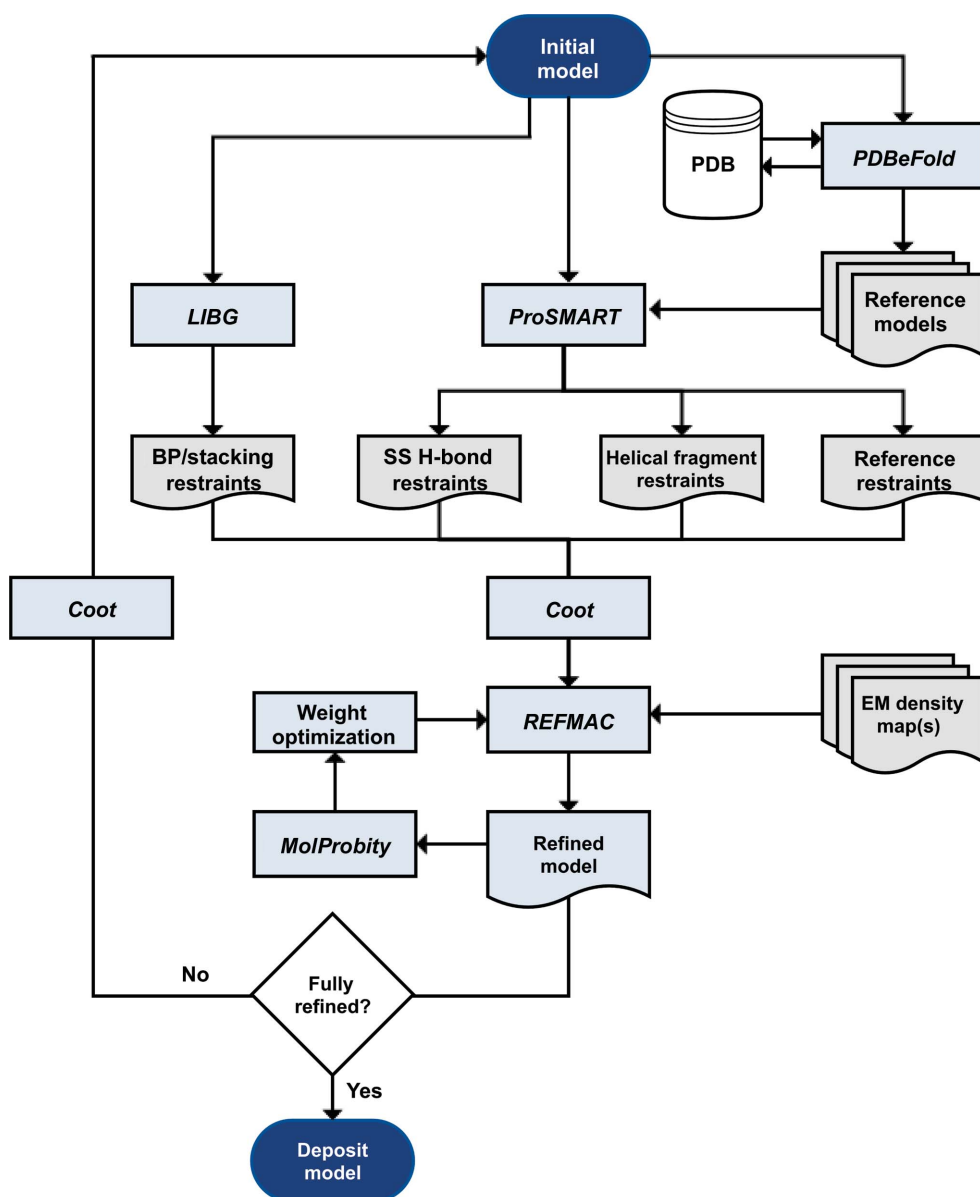 Initial
model
PDB
PDBeFold
LIBG
ProSMART
Reference
models
BP/stacking
restraints
SS H-bond
restraints
Helical fragment
restraints
Reference
restraints
Coot
Coot
Weight
optimization
REFMAC
EM density
map(s)
MolProbity
Refined
model
No
Fully
refined?
Yes
Deposit
model